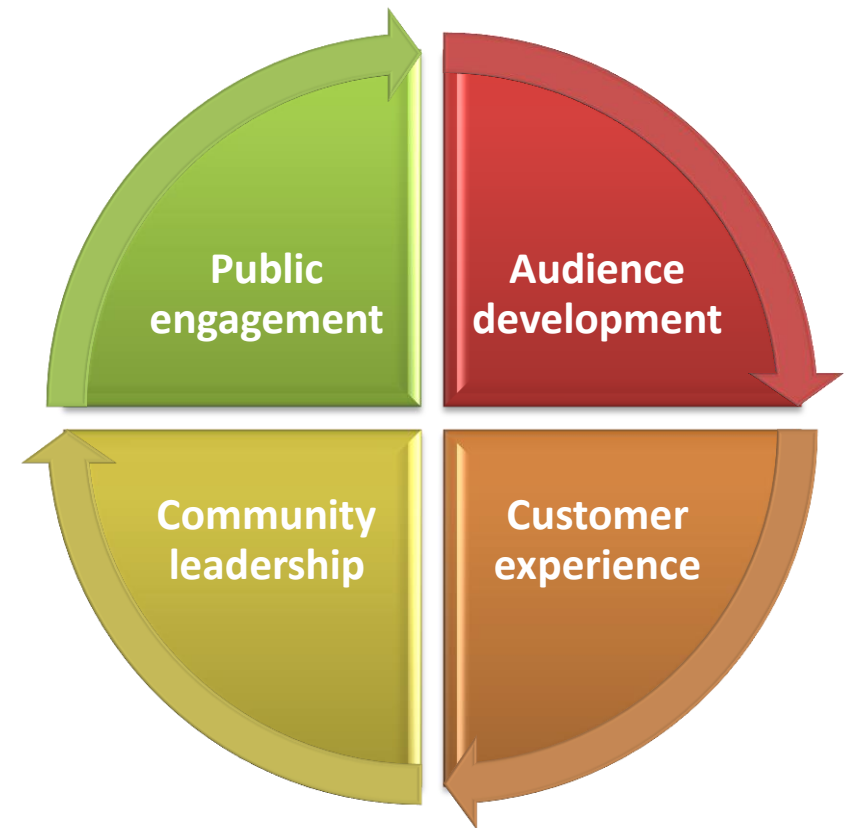 Public
engagement
Audience
development
Community
leadership
Customer
experience